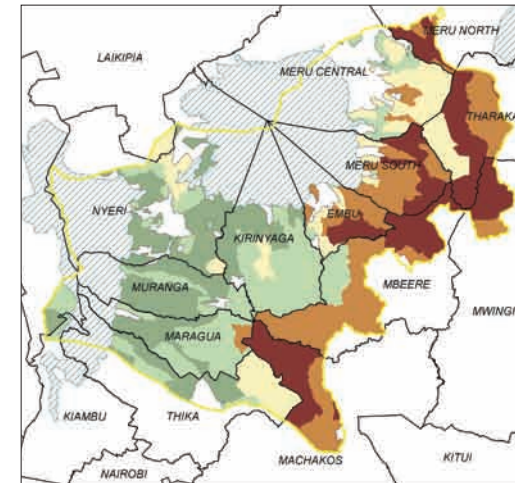 MERU NORTH
LAIKIPIA
MERU CENTRAL
THARAKA
MERU SOUTH
NYERI
EMBU
KIRINYAGA
MURANGA
MBEERE
MWINGI
MARAGUA
KIAMBU
THIKA
KITUI
NAIROBI
MACHAKOS